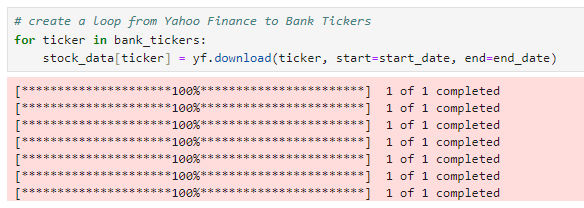 # create a loop from Yahoo Finance to Bank Tickers
for ticker in bank_tickers:
    stock_data[ticker] = yf.download(ticker, start=start_date, end=end_date)
[*********************100%***********************]  1 of 1 completed
[*********************100%***********************]  1 of 1 completed
[*********************100%***********************]  1 of 1 completed
[*********************100%***********************]  1 of 1 completed
[*********************100%***********************]  1 of 1 completed
[*********************100%***********************]  1 of 1 completed
[*********************100%***********************]  1 of 1 completed